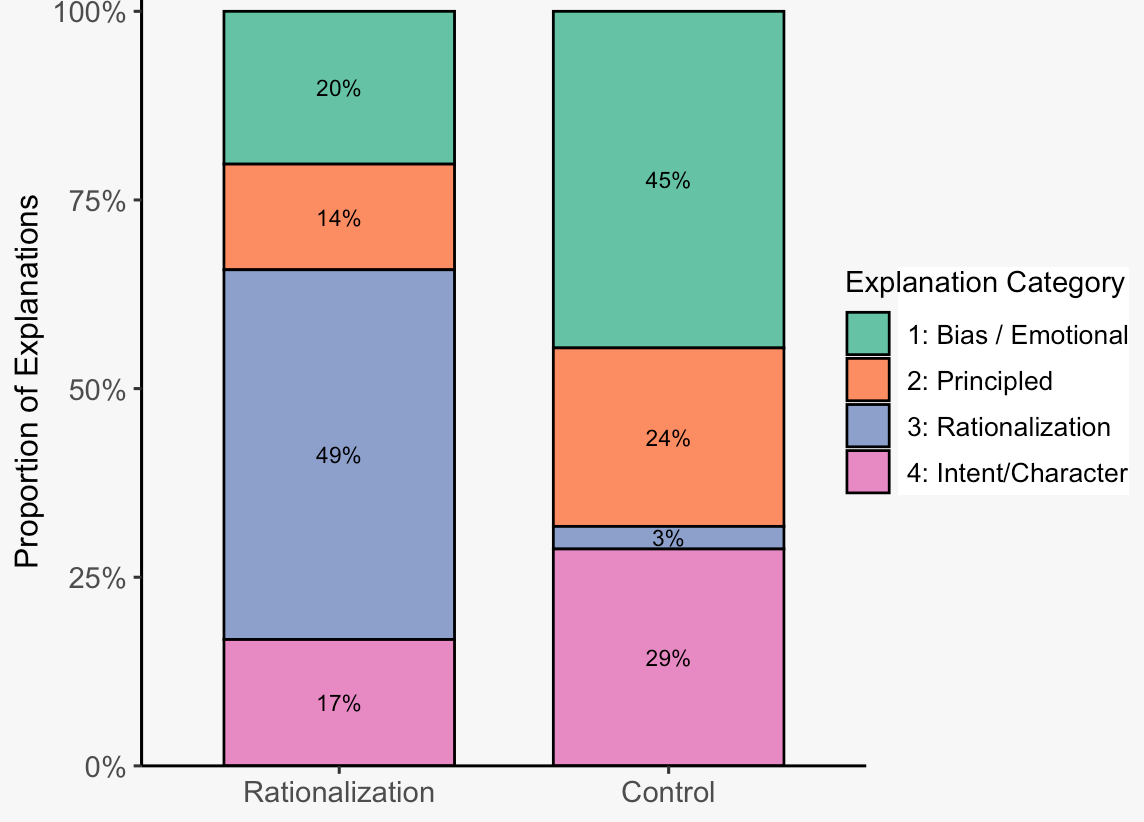 100%
75%
50%
25%
0%
Proportion of Explanations
20%
14%
49%
17%
45%
24%
3%
29%
Rationalization
Control
Explanation Category
1: Bias / Emotional
2: Principled
3: Rationalization
4: Intent/Character